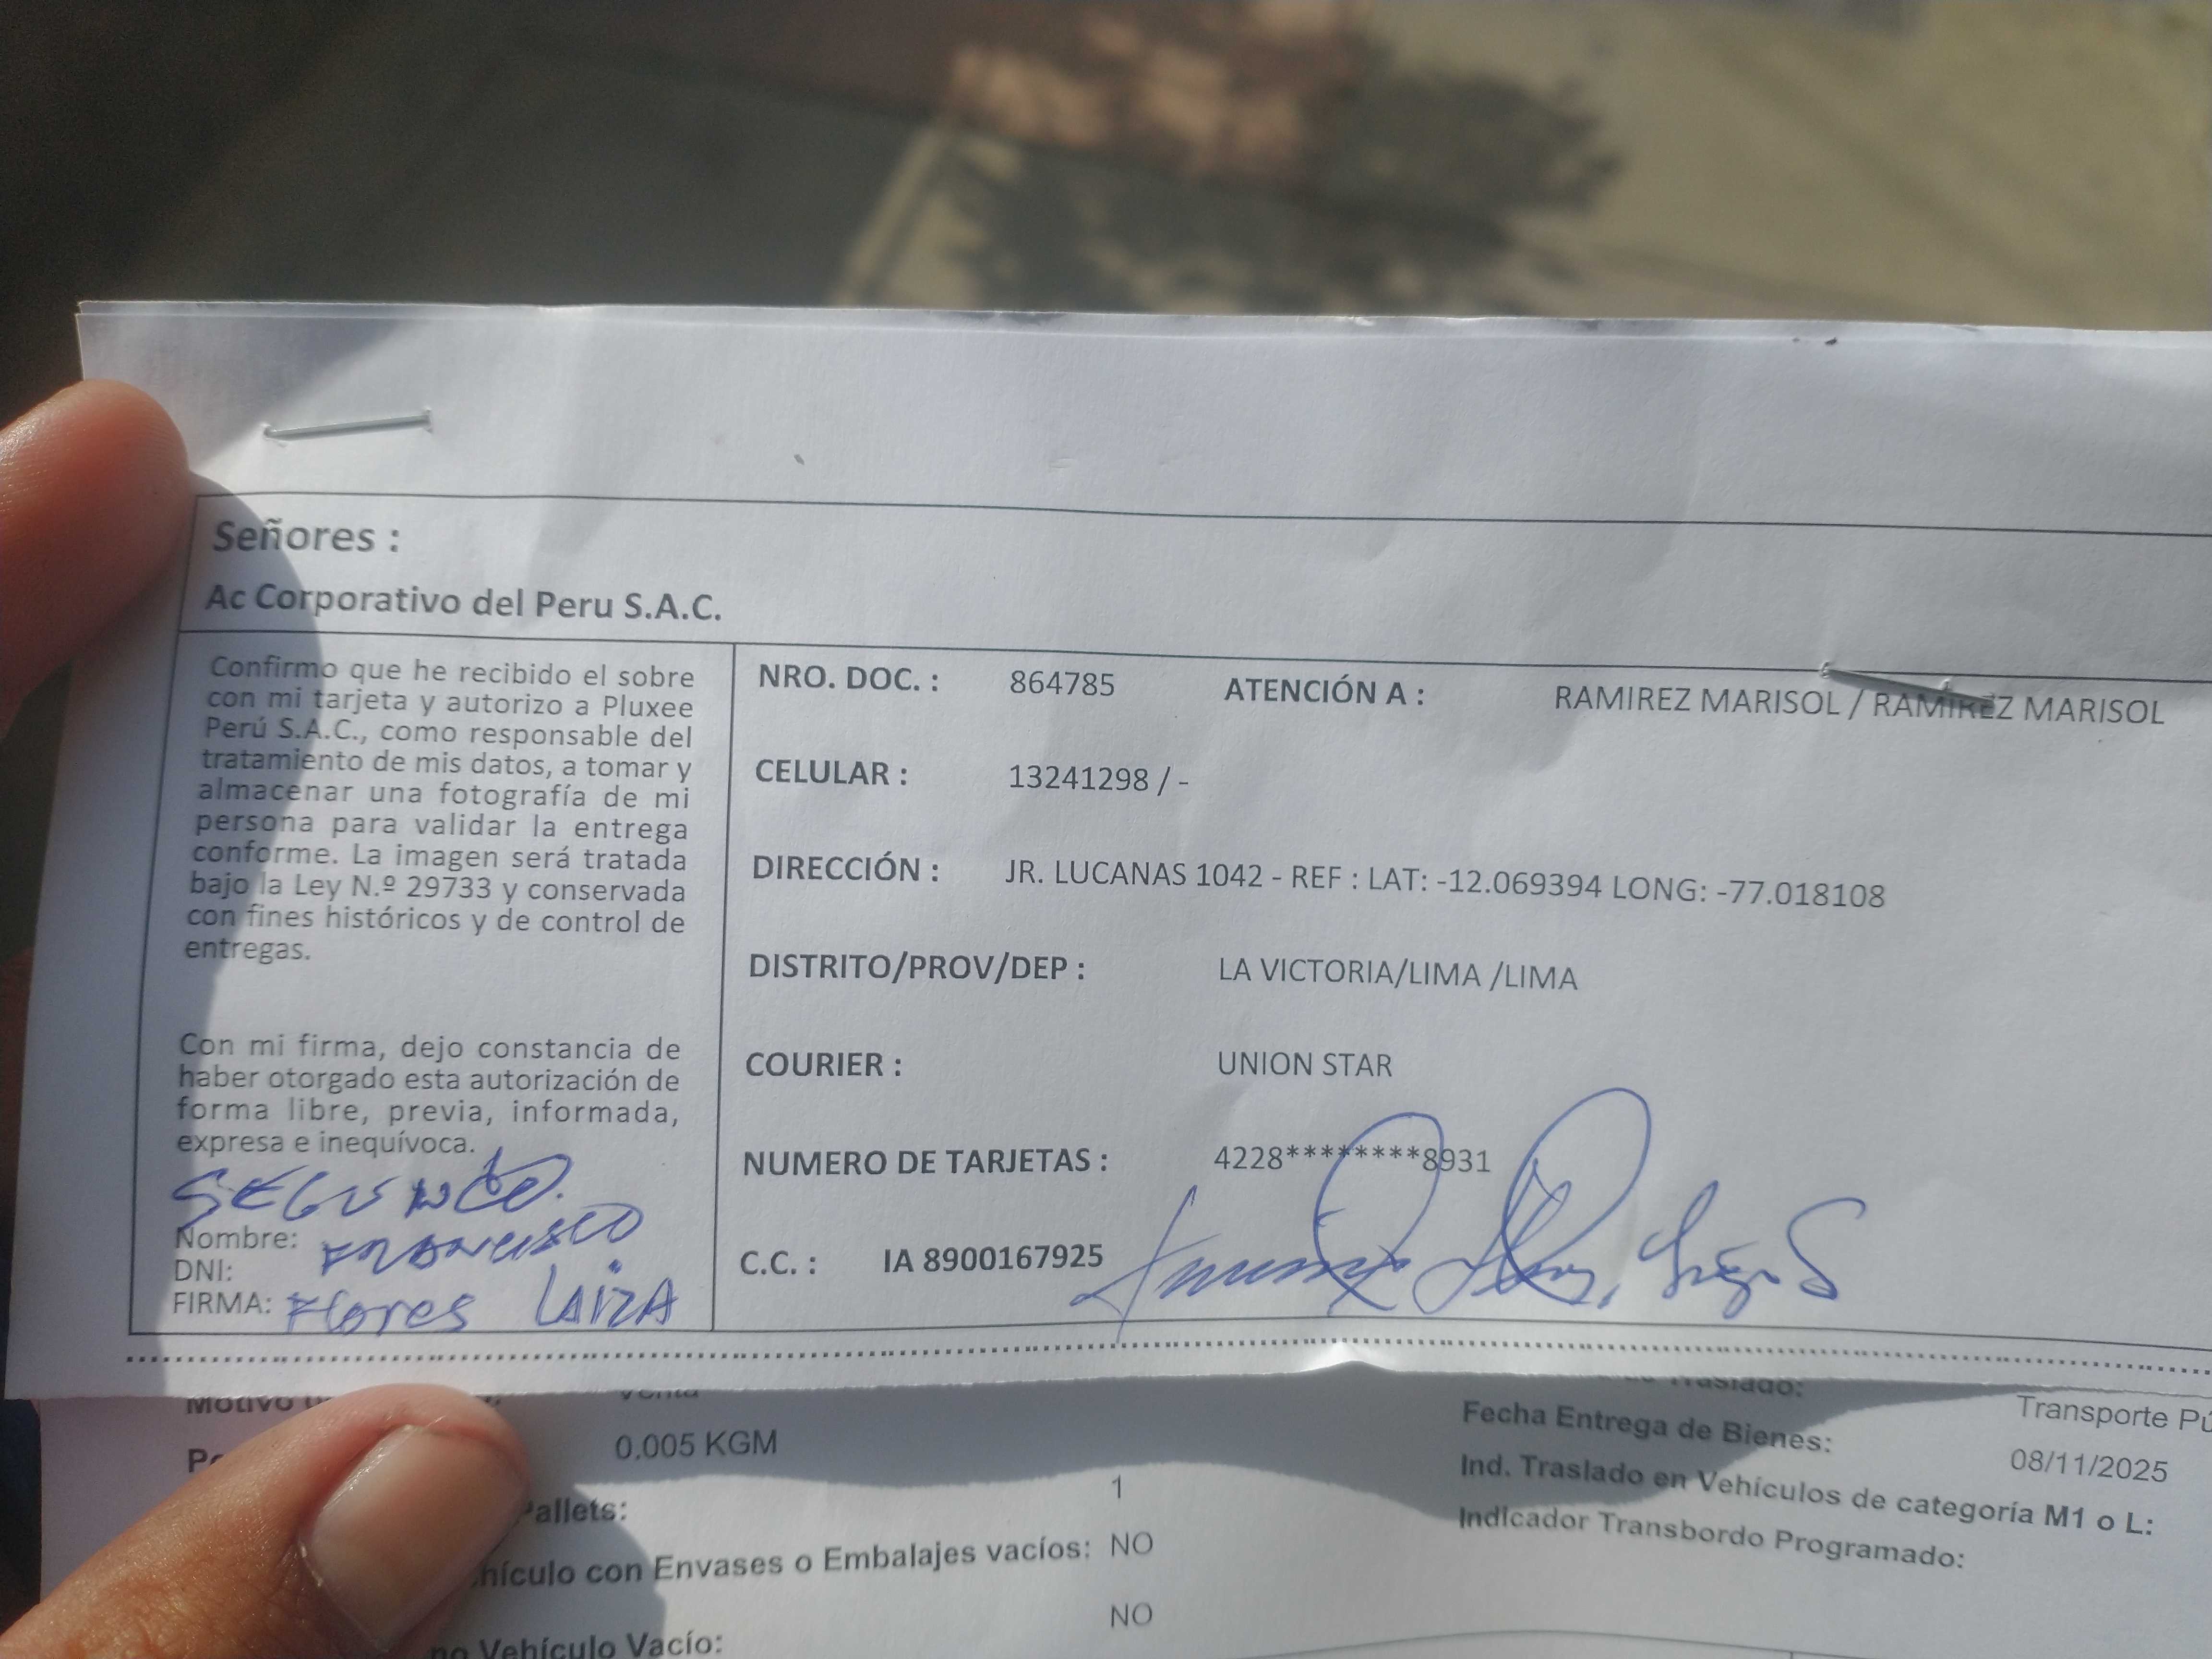 Señores :
Ac Corporativo del Peru S.A.C.
Confirmo que he recibido el sobre
con mi tarjeta y autorizo a Pluxee
Perú S.A.C., como responsable del
tratamiento de mis datos, a tomar y
almacenar una fotografía de mi
persona para validar la entrega
conforme. La imagen será tratada
bajo la Ley N.º 29733 y conservada
con fines históricos y de control de
entregas.
Con mi firma, dejo constancia de
haber otorgado esta autorización de
forma libre, previa, informada,
expresa e inequívoca.
SEGUNDO
Nombre: FRANCISCO
DNI:
FIRMA: Flores LAIZA
NRO. DOC. : 864785 ATENCIÓN A : RAMIREZ MARISOL / RAMIREZ MARISOL
CELULAR : 13241298 / -
DIRECCIÓN : JR. LUCANAS 1042 - REF : LAT: -12.069394 LONG: -77.018108
DISTRITO/PROV/DEP : LA VICTORIA/LIMA /LIMA
COURIER : UNION STAR
NUMERO DE TARJETAS : 4228********8931
C.C. : IA 8900167925
Motivo Venta
0.005 KGM
Pallets: 1
Vehículo con Envases o Embalajes vacíos: NO
Vehículo Vacío: NO
Traslado: Transporte
Fecha Entrega de Bienes: 08/11/2025
Ind. Traslado en Vehículos de categoría M1 o L:
Indicador Transbordo Programado: